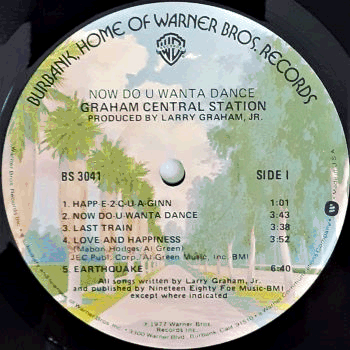 BURBANK, HOME OF WARNER BROS. RECORDS
NOW DO U WANTA DANCE
GRAHAM CENTRAL STATION
PRODUCED BY LARRY GRAHAM, JR.
BS 3041
SIDE I
1. HAPP-E-2-C-U-A-GINN 1:01
2. NOW DO-U-WANTA DANCE 3:43
3. LAST TRAIN 3:38
4. LOVE AND HAPPINESS 3:52
(Mabon Hodges/Al Green)
JEC Publ. Corp./Al Green Music, Inc. BMI
5. EARTHQUAKE 6:40
All songs written by Larry Graham, Jr.
and published by Nineteen Eighty Foe Music-BMI
except where indicated
℗ 1977 Warner Bros.
Records Inc.